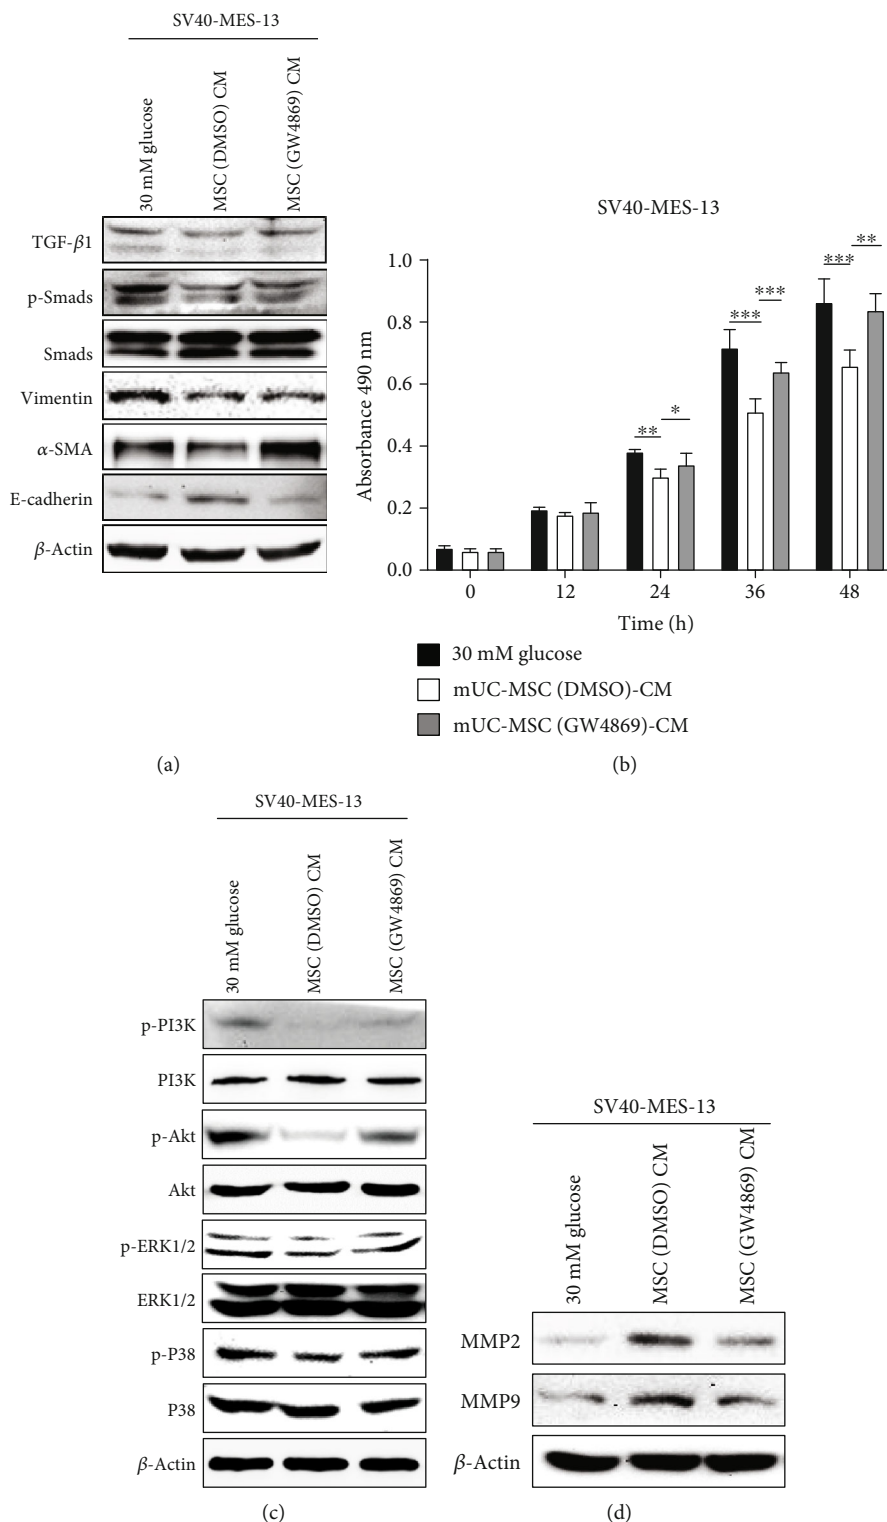 SV40-MES-13
30 mM glucose
MSC (DMSO) CM
MSC (GW4869) CM
TGF-β1
p-Smads
Smads
Vimentin
α-SMA
E-cadherin
β-Actin
(a)
SV40-MES-13
Absorbance 490 nm
1.0
0.8
0.6
0.4
0.2
0.0
** *
*** ***
*** **
0 12 24 36 48
Time (h)
30 mM glucose
mUC-MSC (DMSO)-CM
mUC-MSC (GW4869)-CM
(b)
SV40-MES-13
30 mM glucose
MSC (DMSO) CM
MSC (GW4869) CM
p-PI3K
PI3K
p-Akt
Akt
p-ERK1/2
ERK1/2
p-P38
P38
β-Actin
(c)
SV40-MES-13
30 mM glucose
MSC (DMSO) CM
MSC (GW4869) CM
MMP2
MMP9
β-Actin
(d)